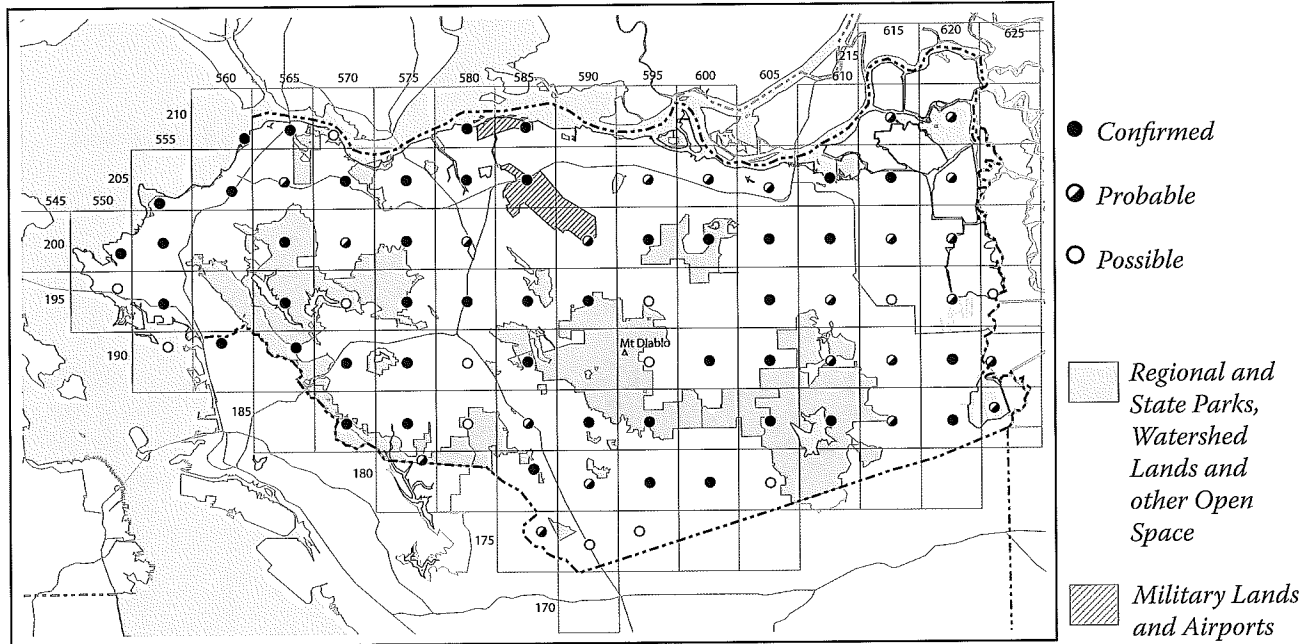 615
620
625
215
560
565
570
575
580
585
590
595
600
605
610
210
555
205
545
550
200
195
190
185
180
175
170
Mt Diablo
Confirmed
Probable
Possible
Regional and
State Parks,
Watershed
Lands and
other Open
Space
Military Lands
and Airports